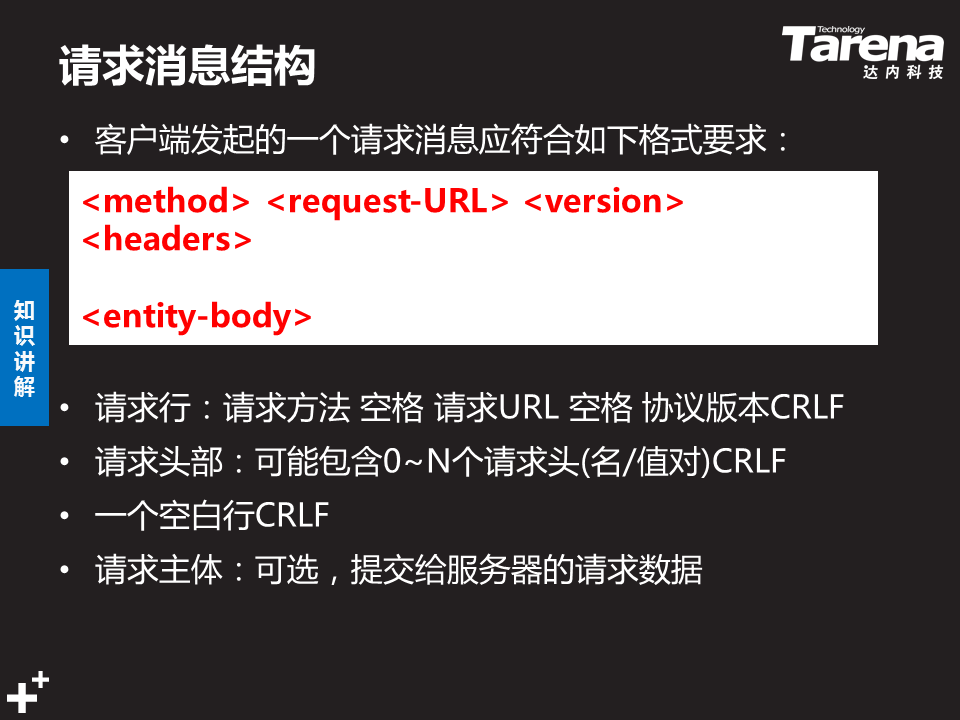 请求消息结构
Technology
Tarena
达内科技
• 客户端发起的一个请求消息应符合如下格式要求：
<method> <request-URL> <version>
<headers>
<entity-body>
知识讲解
• 请求行：请求方法 空格 请求URL 空格 协议版本CRLF
• 请求头部：可能包含0~N个请求头(名/值对)CRLF
• 一个空白行CRLF
• 请求主体：可选，提交给服务器的请求数据